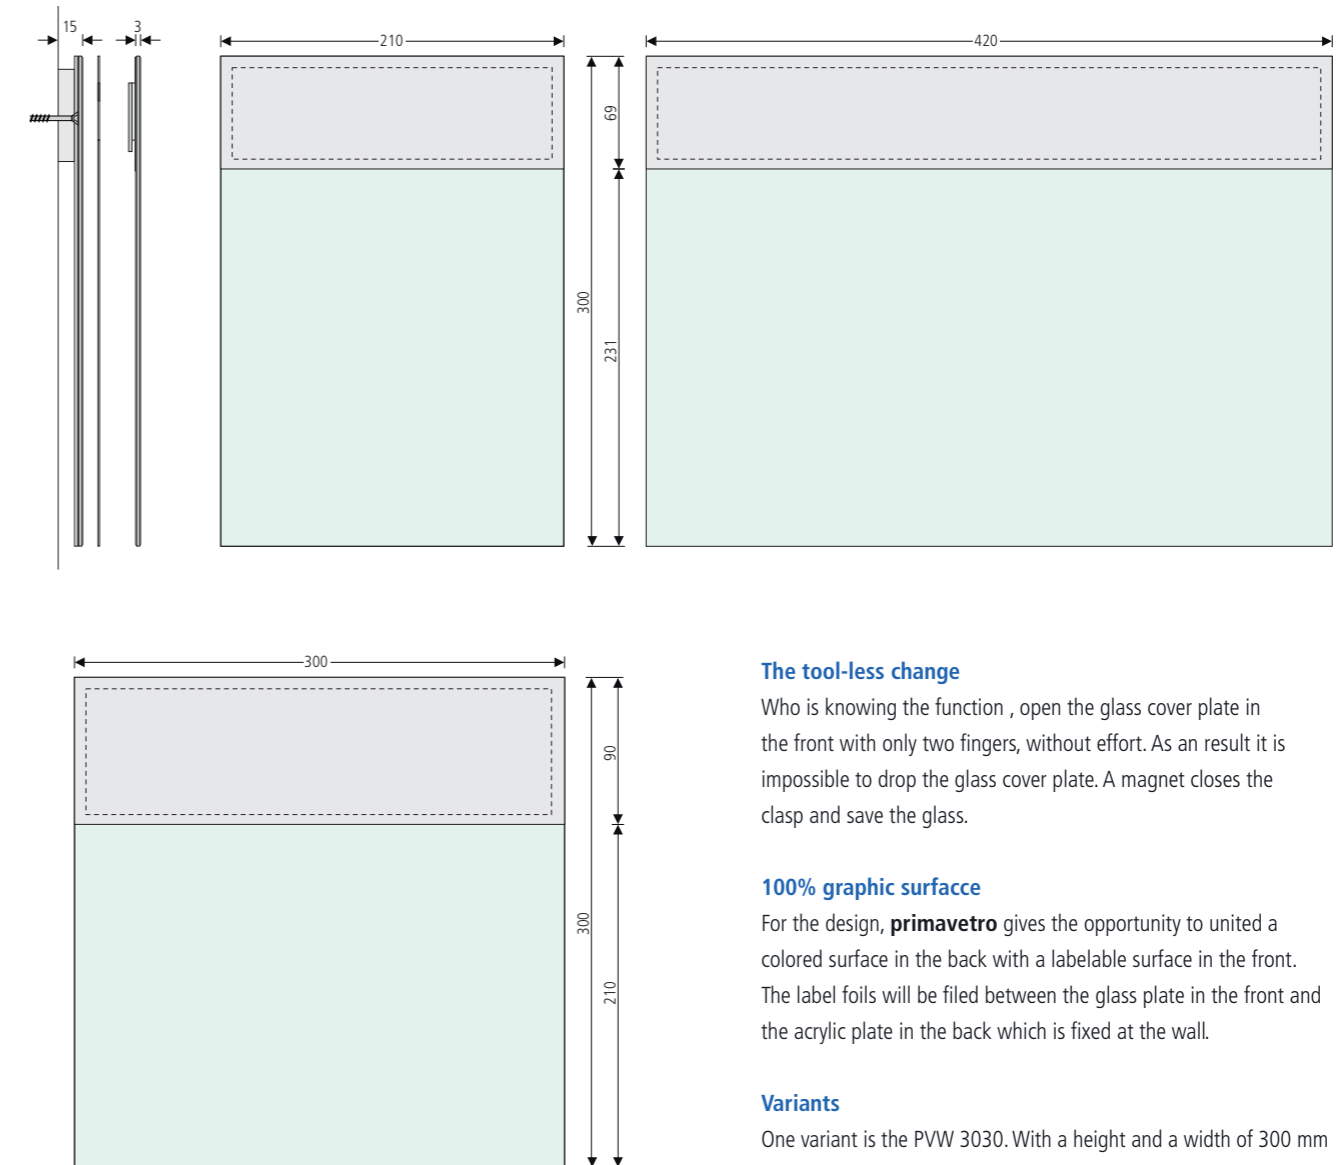 15
3
210
420
69
300
231
300
90
300
210
The tool-less change
Who is knowing the function , open the glass cover plate in
the front with only two fingers, without effort. As an result it is
impossible to drop the glass cover plate. A magnet closes the
clasp and save the glass.
100% graphic surfacce
For the design, primavetro gives the opportunity to united a
colored surface in the back with a labelable surface in the front.
The label foils will be filed between the glass plate in the front and
the acrylic plate in the back which is fixed at the wall.
Variants
One variant is the PVW 3030. With a height and a width of 300 mm